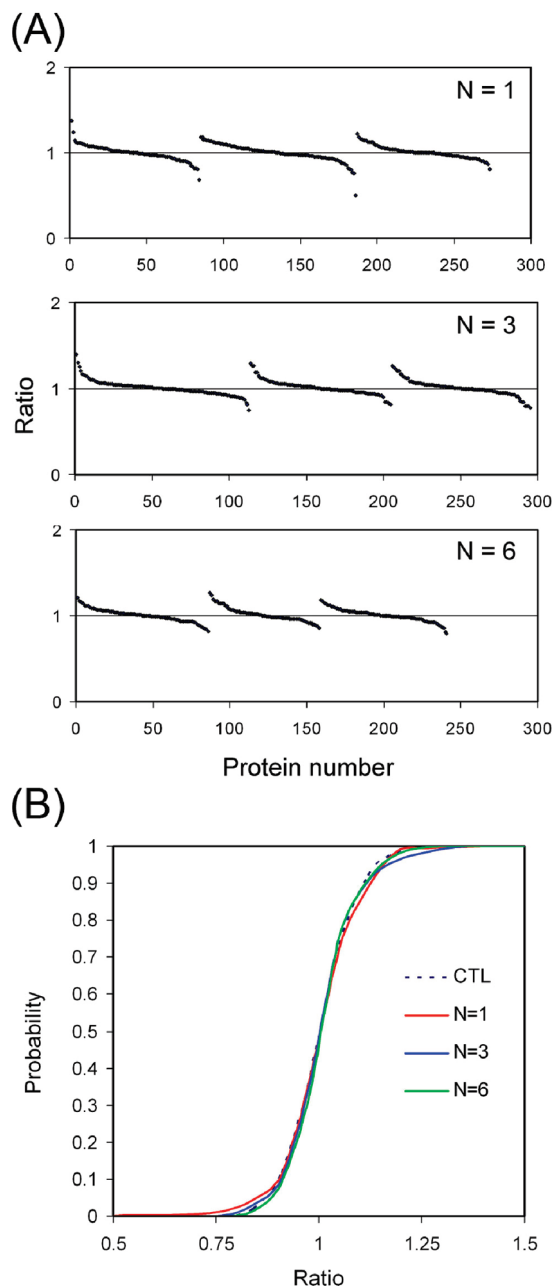 (A)
N = 1
2
1
0
0 50 100 150 200 250 300
N = 3
2
1
0
0 50 100 150 200 250 300
Ratio
N = 6
2
1
0
0 50 100 150 200 250 300
Protein number
(B)
1
0.9
0.8
0.7
0.6
0.5
0.4
0.3
0.2
0.1
0
Probability
CTL
N=1
N=3
N=6
0.5 0.75 1 1.25 1.5
Ratio